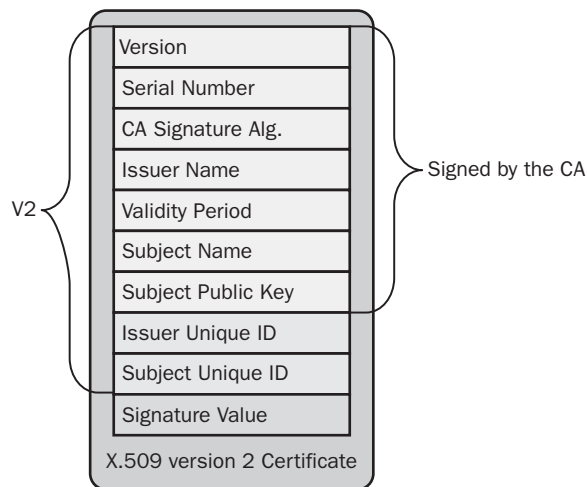 Version
Serial Number
CA Signature Alg.
Issuer Name
Signed by the CA
Validity Period
V2
Subject Name
Subject Public Key
Issuer Unique ID
Subject Unique ID
Signature Value
X.509 version 2 Certificate